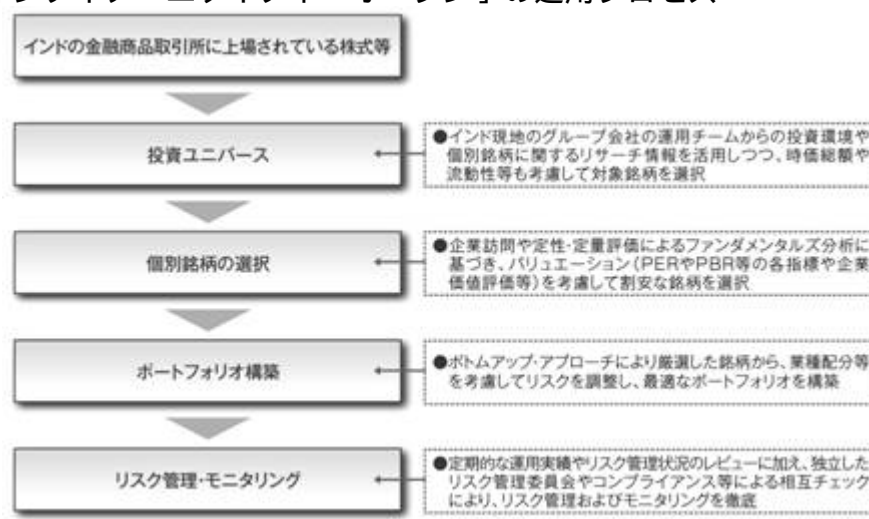 インドの金融商品取引所に上場されている株式等
投資ユニバース
●インド現地のグループ会社の運用チームからの投資環境や
個別銘柄に関するリサーチ情報を活用しつつ、時価総額や
流動性等も考慮して対象銘柄を選択
個別銘柄の選択
●企業訪問や定性・定量評価によるファンダメンタルズ分析に
基づき、バリュエーション（PERやPBR等の各指標や企業
価値評価等）を考慮して割安な銘柄を選択
ポートフォリオ構築
●ボトムアップ・アプローチにより厳選した銘柄から、業種配分等
を考慮してリスクを調整し、最適なポートフォリオを構築
リスク管理・モニタリング
●定期的な運用実績やリスク管理状況のレビューに加え、独立した
リスク管理委員会やコンプライアンス等による相互チェック
により、リスク管理およびモニタリングを徹底